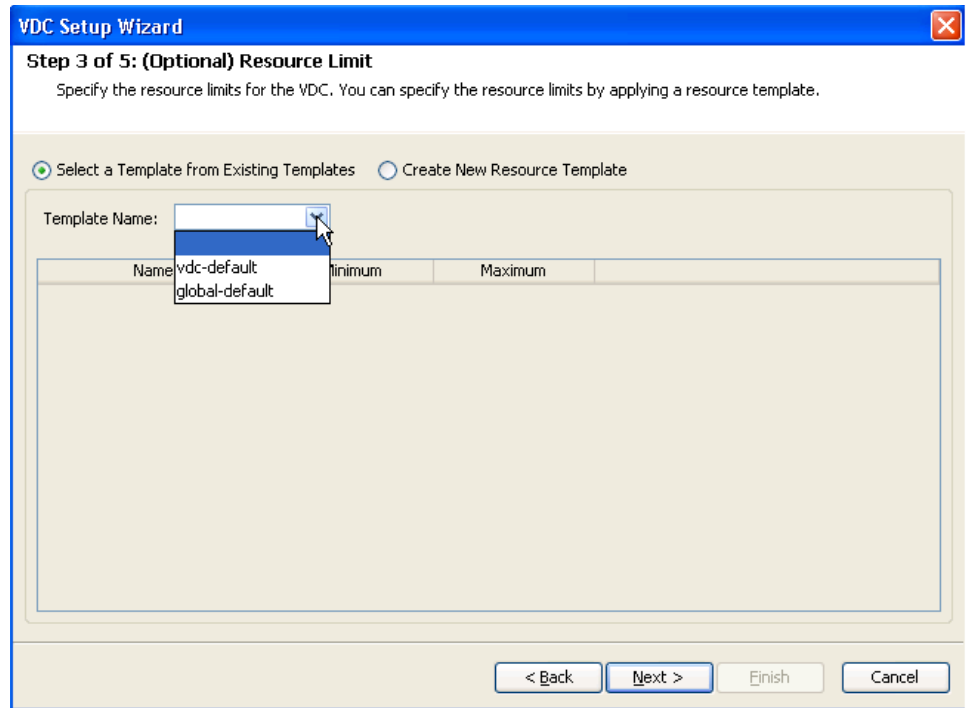 VDC Setup Wizard
Step 3 of 5: (Optional) Resource Limit
Specify the resource limits for the VDC. You can specify the resource limits by applying a resource template.
Select a Template from Existing Templates Create New Resource Template
Template Name:
Name Minimum Maximum
vdc-default
global-default
< Back Next > Finish Cancel